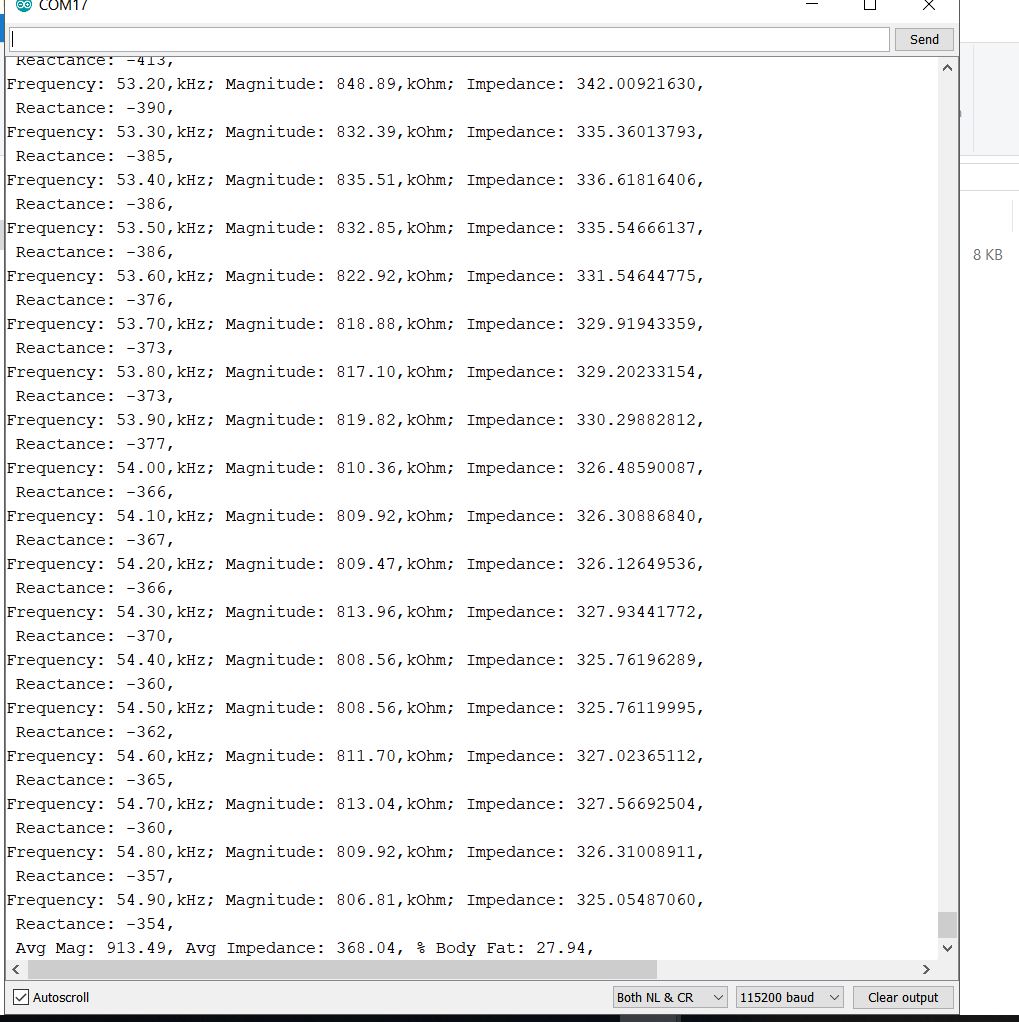 COM17
Send
Reactance: -413,
Frequency: 53.20,kHz; Magnitude: 848.89,kOhm; Impedance: 342.00921630,
Reactance: -390,
Frequency: 53.30,kHz; Magnitude: 832.39,kOhm; Impedance: 335.36013793,
Reactance: -385,
Frequency: 53.40,kHz; Magnitude: 835.51,kOhm; Impedance: 336.61816406,
Reactance: -386,
Frequency: 53.50,kHz; Magnitude: 832.85,kOhm; Impedance: 335.54666137,
Reactance: -386,
8 KB
Frequency: 53.60,kHz; Magnitude: 822.92,kOhm; Impedance: 331.54644775,
Reactance: -376,
Frequency: 53.70,kHz; Magnitude: 818.88,kOhm; Impedance: 329.91943359,
Reactance: -373,
Frequency: 53.80,kHz; Magnitude: 817.10,kOhm; Impedance: 329.20233154,
Reactance: -373,
Frequency: 53.90,kHz; Magnitude: 819.82,kOhm; Impedance: 330.29882812,
Reactance: -377,
Frequency: 54.00,kHz; Magnitude: 810.36,kOhm; Impedance: 326.48590087,
Reactance: -366,
Frequency: 54.10,kHz; Magnitude: 809.92,kOhm; Impedance: 326.30886840,
Reactance: -367,
Frequency: 54.20,kHz; Magnitude: 809.47,kOhm; Impedance: 326.12649536,
Reactance: -366,
Frequency: 54.30,kHz; Magnitude: 813.96,kOhm; Impedance: 327.93441772,
Reactance: -370,
Frequency: 54.40,kHz; Magnitude: 808.56,kOhm; Impedance: 325.76196289,
Reactance: -360,
Frequency: 54.50,kHz; Magnitude: 808.56,kOhm; Impedance: 325.76119995,
Reactance: -362,
Frequency: 54.60,kHz; Magnitude: 811.70,kOhm; Impedance: 327.02365112,
Reactance: -365,
Frequency: 54.70,kHz; Magnitude: 813.04,kOhm; Impedance: 327.56692504,
Reactance: -360,
Frequency: 54.80,kHz; Magnitude: 809.92,kOhm; Impedance: 326.31008911,
Reactance: -357,
Frequency: 54.90,kHz; Magnitude: 806.81,kOhm; Impedance: 325.05487060,
Reactance: -354,
Avg Mag: 913.49, Avg Impedance: 368.04, % Body Fat: 27.94,
Autoscroll
Both NL & CR
115200 baud
Clear output